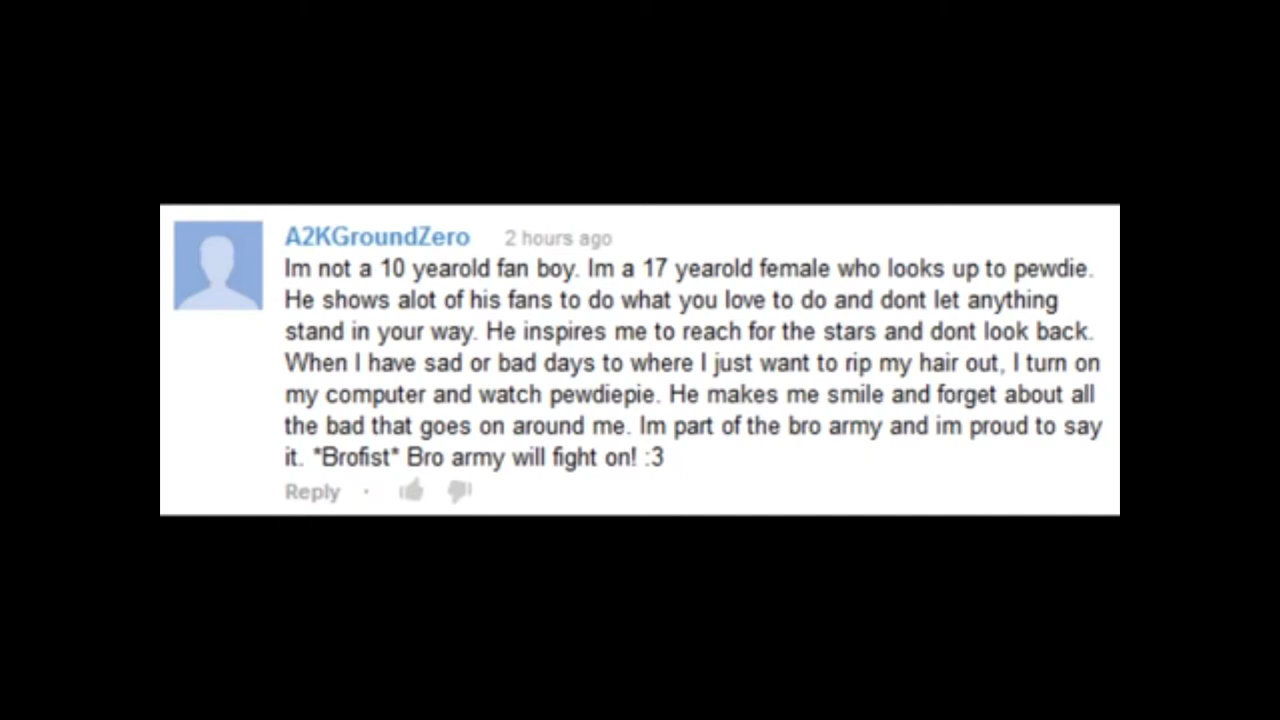 A2KGroundZero 2 hours ago
Im not a 10 yearold fan boy. Im a 17 yearold female who looks up to pewdie.
He shows alot of his fans to do what you love to do and dont let anything
stand in your way. He inspires me to reach for the stars and dont look back.
When I have sad or bad days to where I just want to rip my hair out, I turn on
my computer and watch pewdiepie. He makes me smile and forget about all
the bad that goes on around me. Im part of the bro army and im proud to say
it. *Brofist* Bro army will fight on! :3
Reply ·